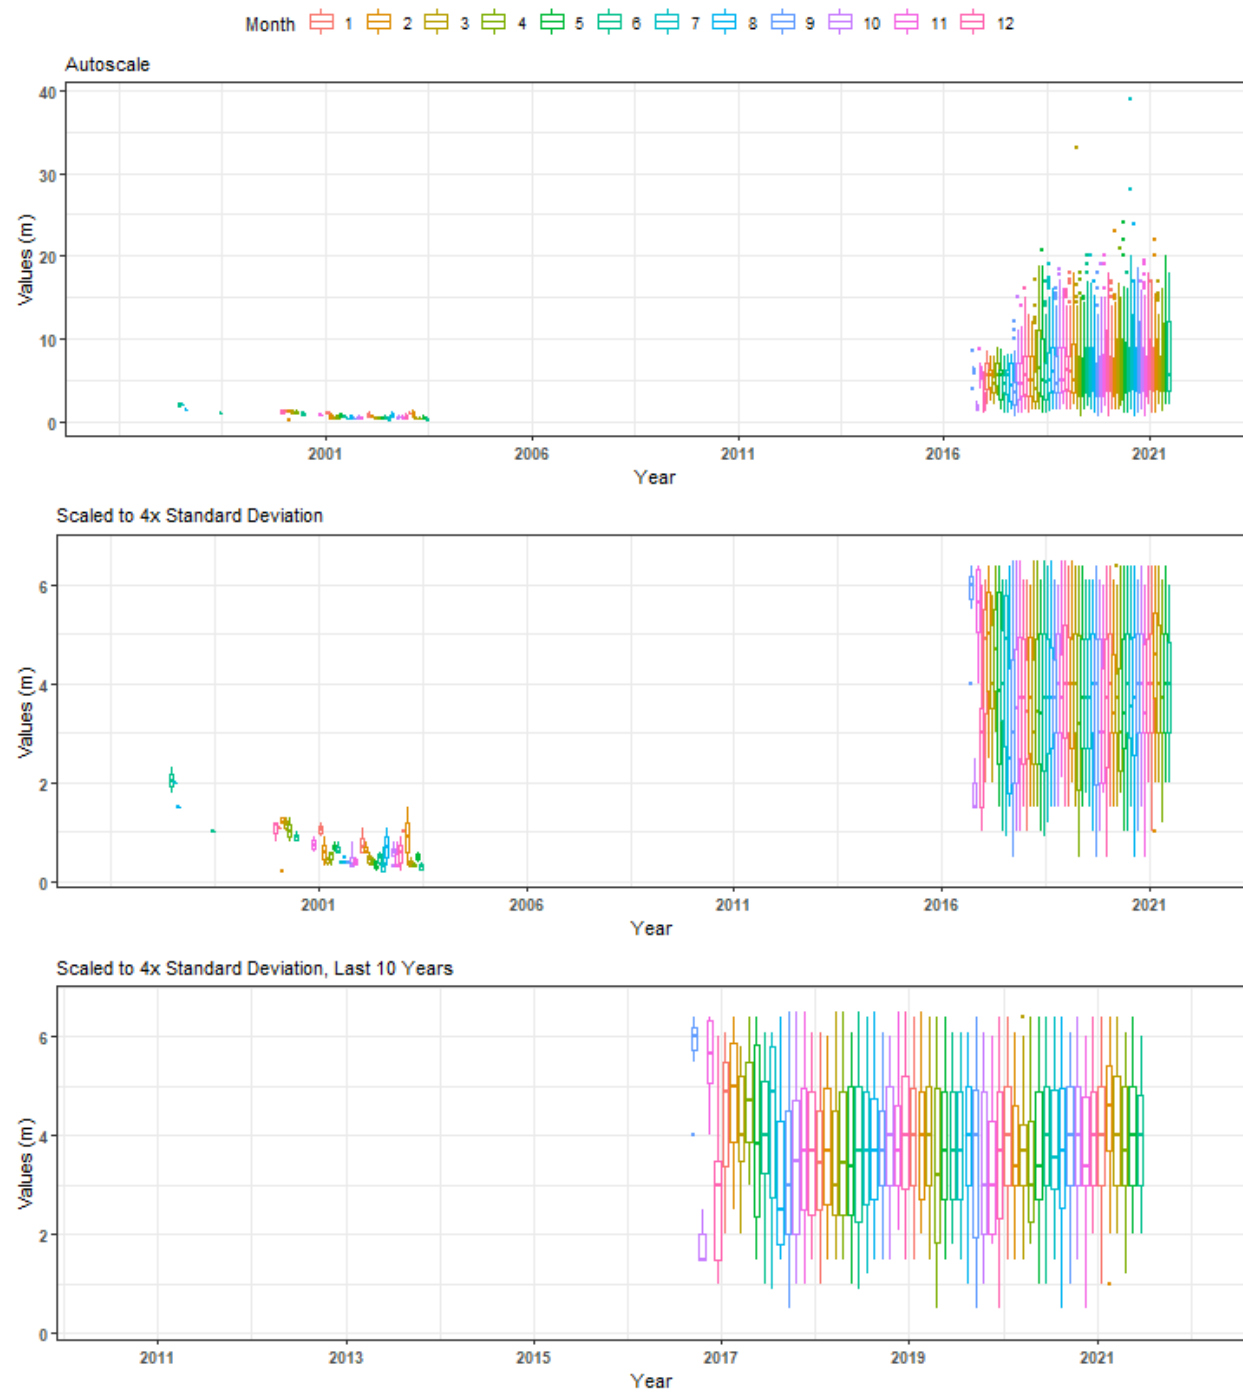 Month 1 2 3 4 5 6 7 8 9 10 11 12
Autoscale
40
30
20
10
0
Values (m)
2001 2006 2011 2016 2021
Year
Scaled to 4x Standard Deviation
6
4
2
0
Values (m)
2001 2006 2011 2016 2021
Year
Scaled to 4x Standard Deviation, Last 10 Years
6
4
2
0
Values (m)
2011 2013 2015 2017 2019 2021
Year